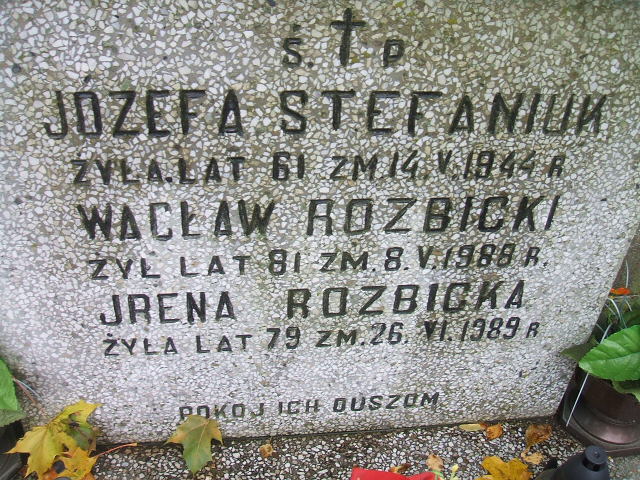 Ś. P
JÓZEFA STEFANIUK
ŻYŁA. LAT 61 ZM. 14. V. 1944 R
WACŁAW ROZBICKI
ŻYŁ LAT 81 ZM. 8. V. 1988 R.
JRENA ROZBICKA
ŻYŁA LAT 79 ZM. 26. VI. 1989 R
POKOJ ICH DUSZOM